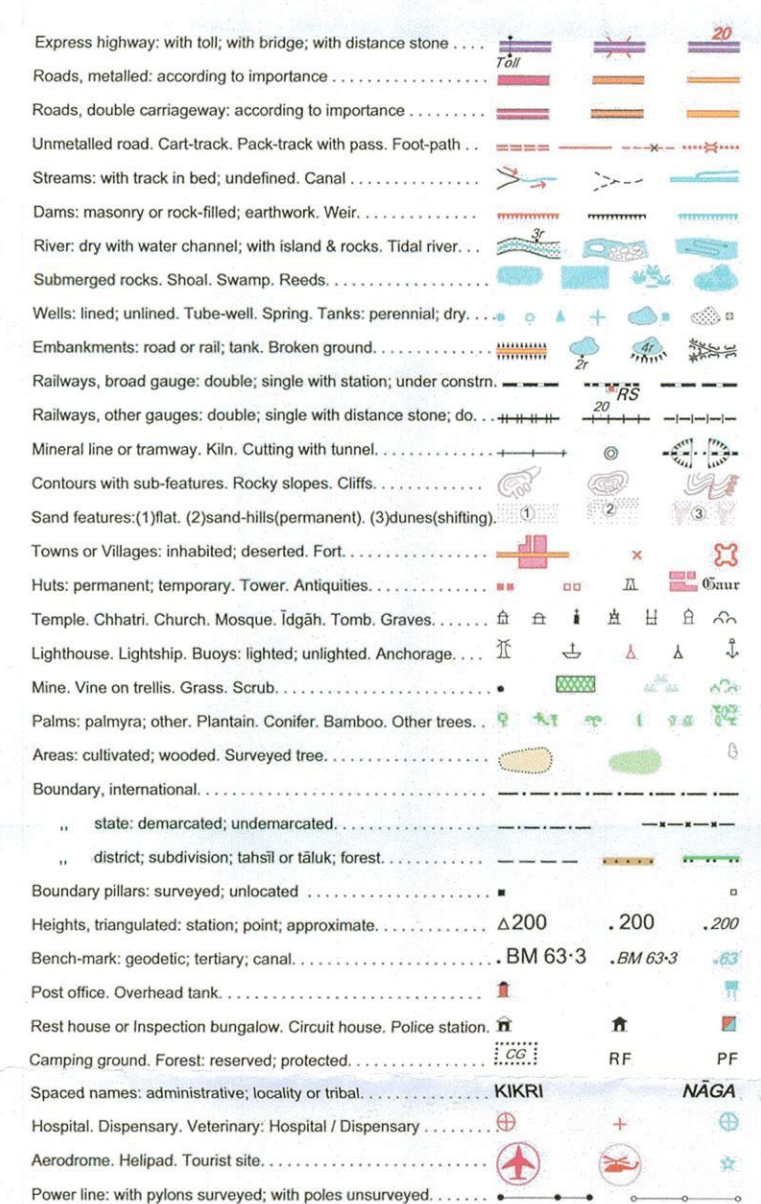 Express highway: with toll; with bridge; with distance stone . . . . Toll 20
Roads, metalled: according to importance . . . . . . . . . . . . . . . . .
Roads, double carriageway: according to importance . . . . . . . . .
Unmetalled road. Cart-track. Pack-track with pass. Foot-path . .
Streams: with track in bed; undefined. Canal . . . . . . . . . . . . . . .
Dams: masonry or rock-filled; earthwork. Weir. . . . . . . . . . . . . .
River: dry with water channel; with island & rocks. Tidal river. . . 3r
Submerged rocks. Shoal. Swamp. Reeds. . . . . . . . . . . . . . . . . .
Wells: lined; unlined. Tube-well. Spring. Tanks: perennial; dry. . . .
Embankments: road or rail; tank. Broken ground. . . . . . . . . . . . 2r 4r
Railways, broad gauge: double; single with station; under constrn. RS
Railways, other gauges: double; single with distance stone; do. . . 20
Mineral line or tramway. Kiln. Cutting with tunnel. . . . . . . . . . . .
Contours with sub-features. Rocky slopes. Cliffs. . . . . . . . . . . .
Sand features:(1)flat. (2)sand-hills(permanent). (3)dunes(shifting). 1 2 3
Towns or Villages: inhabited; deserted. Fort. . . . . . . . . . . . . . . .
Huts: permanent; temporary. Tower. Antiquities. . . . . . . . . . . . . Gaur
Temple. Chhatri. Church. Mosque. Īdgāh. Tomb. Graves. . . . . . .
Lighthouse. Lightship. Buoys: lighted; unlighted. Anchorage. . . .
Mine. Vine on trellis. Grass. Scrub. . . . . . . . . . . . . . . . . . . . . .
Palms: palmyra; other. Plantain. Conifer. Bamboo. Other trees. .
Areas: cultivated; wooded. Surveyed tree. . . . . . . . . . . . . . . . .
Boundary, international. . . . . . . . . . . . . . . . . . . . . . . . . . . . . .
,, state: demarcated; undemarcated. . . . . . . . . . . . . . . .
,, district; subdivision; tahsīl or tāluk; forest. . . . . . . . . . .
Boundary pillars: surveyed; unlocated . . . . . . . . . . . . . . . . . . .
Heights, triangulated: station; point; approximate. . . . . . . . . . . . △200 .200 .200
Bench-mark: geodetic; tertiary; canal. . . . . . . . . . . . . . . . . . . . . .BM 63·3 .BM 63·3 .63
Post office. Overhead tank. . . . . . . . . . . . . . . . . . . . . . . . . . . .
Rest house or Inspection bungalow. Circuit house. Police station.
Camping ground. Forest: reserved; protected. . . . . . . . . . . . . . . CG RF PF
Spaced names: administrative; locality or tribal. . . . . . . . . . . . . . KIKRI NĀGA
Hospital. Dispensary. Veterinary: Hospital / Dispensary . . . . . . .
Aerodrome. Helipad. Tourist site. . . . . . . . . . . . . . . . . . . . . . . .
Power line: with pylons surveyed; with poles unsurveyed. . . . . .